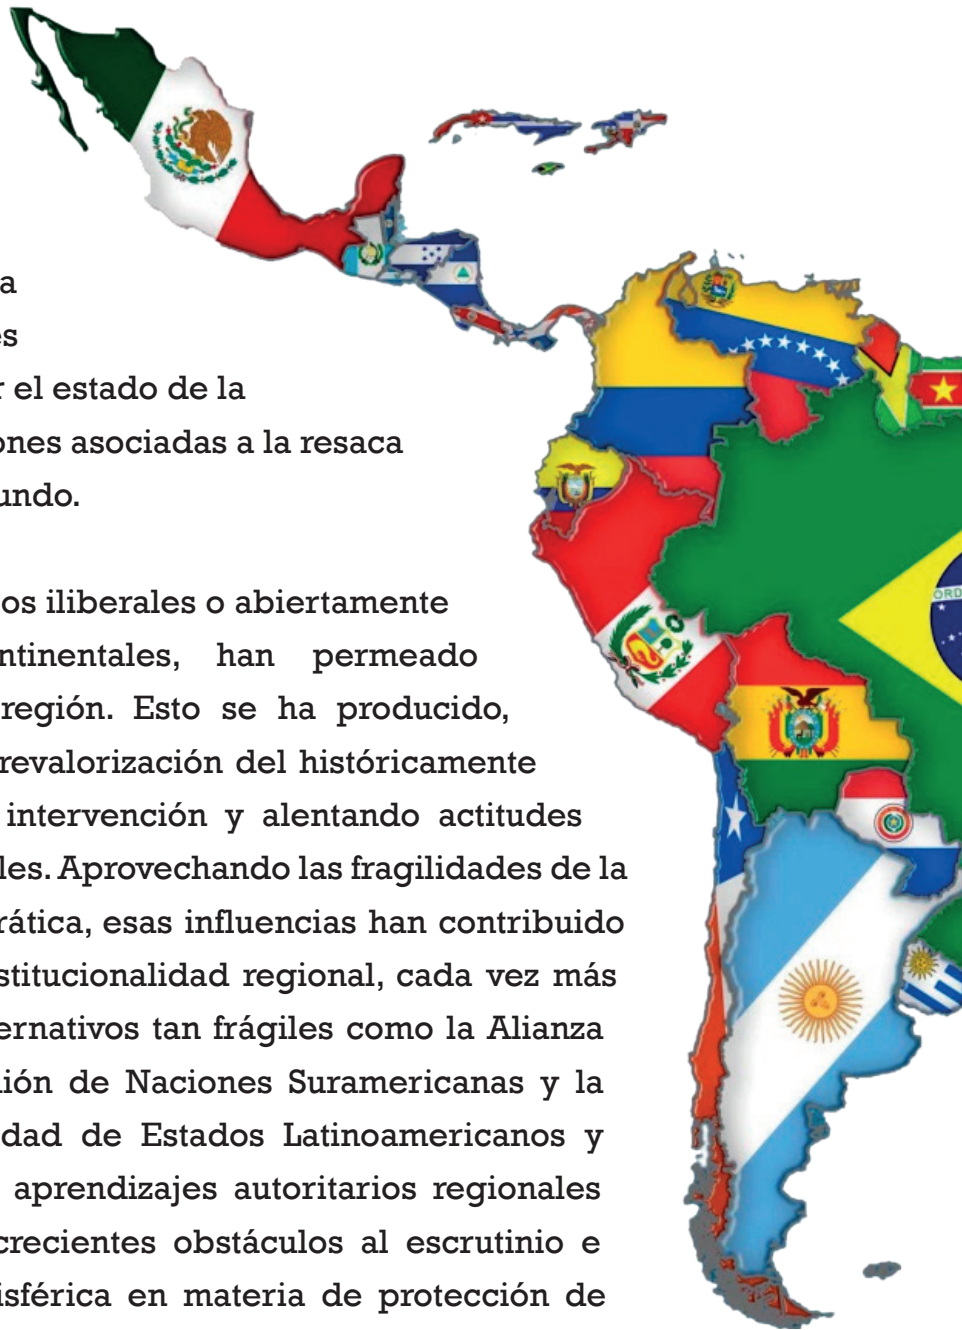 a
es
r el estado de la
ones asociadas a la resaca
undo.
os iliberales o abiertamente
ntinentales, han permeado
región. Esto se ha producido,
revalorización del históricamente
intervención y alentando actitudes
les. Aprovechando las fragilidades de la
rática, esas influencias han contribuido
stitucionalidad regional, cada vez más
ernativos tan frágiles como la Alianza
ión de Naciones Suramericanas y la
dad de Estados Latinoamericanos y
aprendizajes autoritarios regionales
crecientes obstáculos al escrutinio e
isférica en materia de protección de
ORD